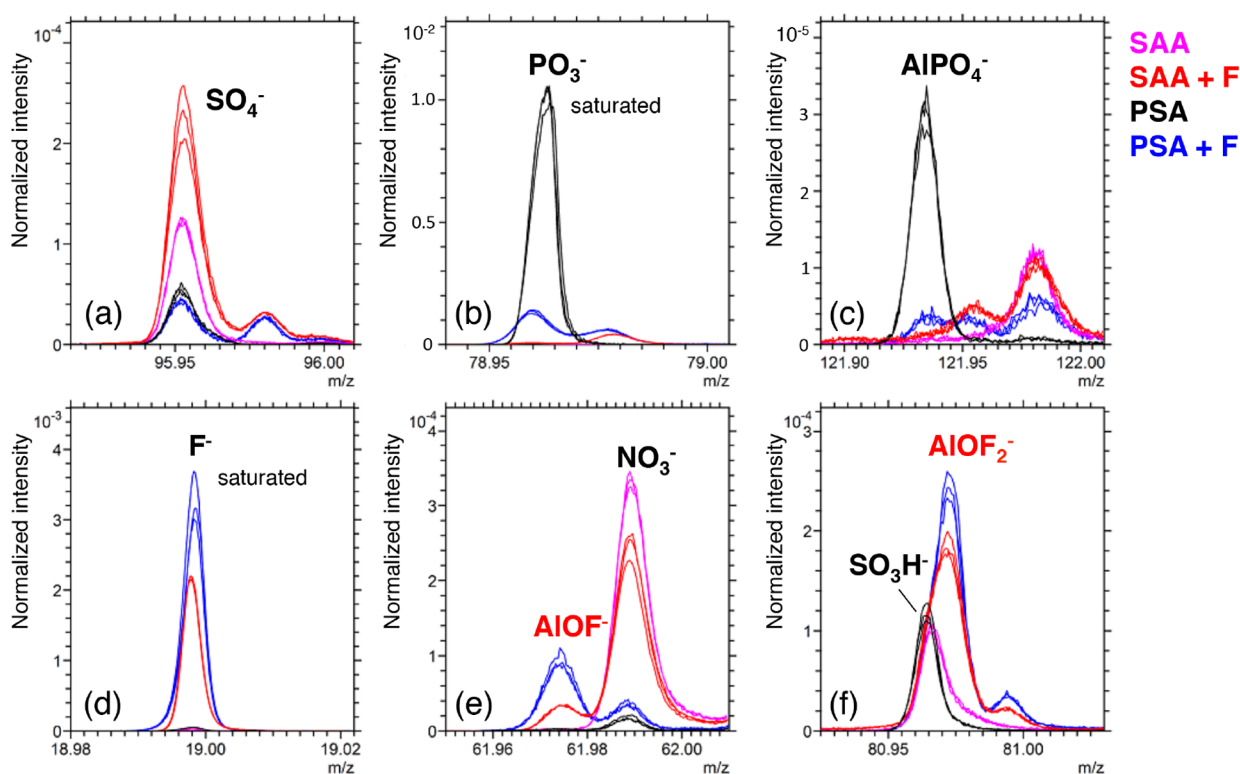 10⁻⁴
Normalized intensity
2
1
0
SO₄⁻
(a)
95.95
96.00
m/z
10⁻²
Normalized intensity
1.0
0.5
0
PO₃⁻
saturated
(b)
78.95
79.00
m/z
10⁻⁵
Normalized intensity
3
2
1
0
AlPO₄⁻
(c)
121.90
121.95
122.00
m/z
SAA
SAA + F
PSA
PSA + F
10⁻³
Normalized intensity
4
3
2
1
0
F⁻
saturated
(d)
18.98
19.00
19.02
m/z
10⁻⁴
Normalized intensity
4
3
2
1
0
NO₃⁻
AlOF⁻
(e)
61.96
61.98
62.00
m/z
10⁻⁴
Normalized intensity
3
2
1
0
AlOF₂⁻
SO₃H⁻
(f)
80.95
81.00
m/z